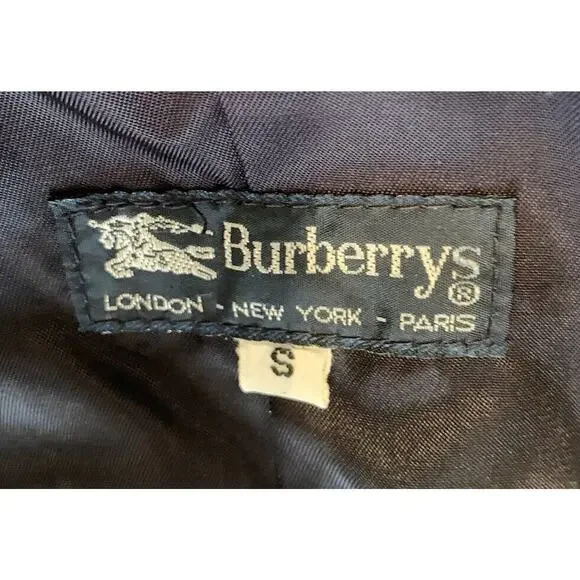 Burberrys®
LONDON - NEW YORK - PARIS
S